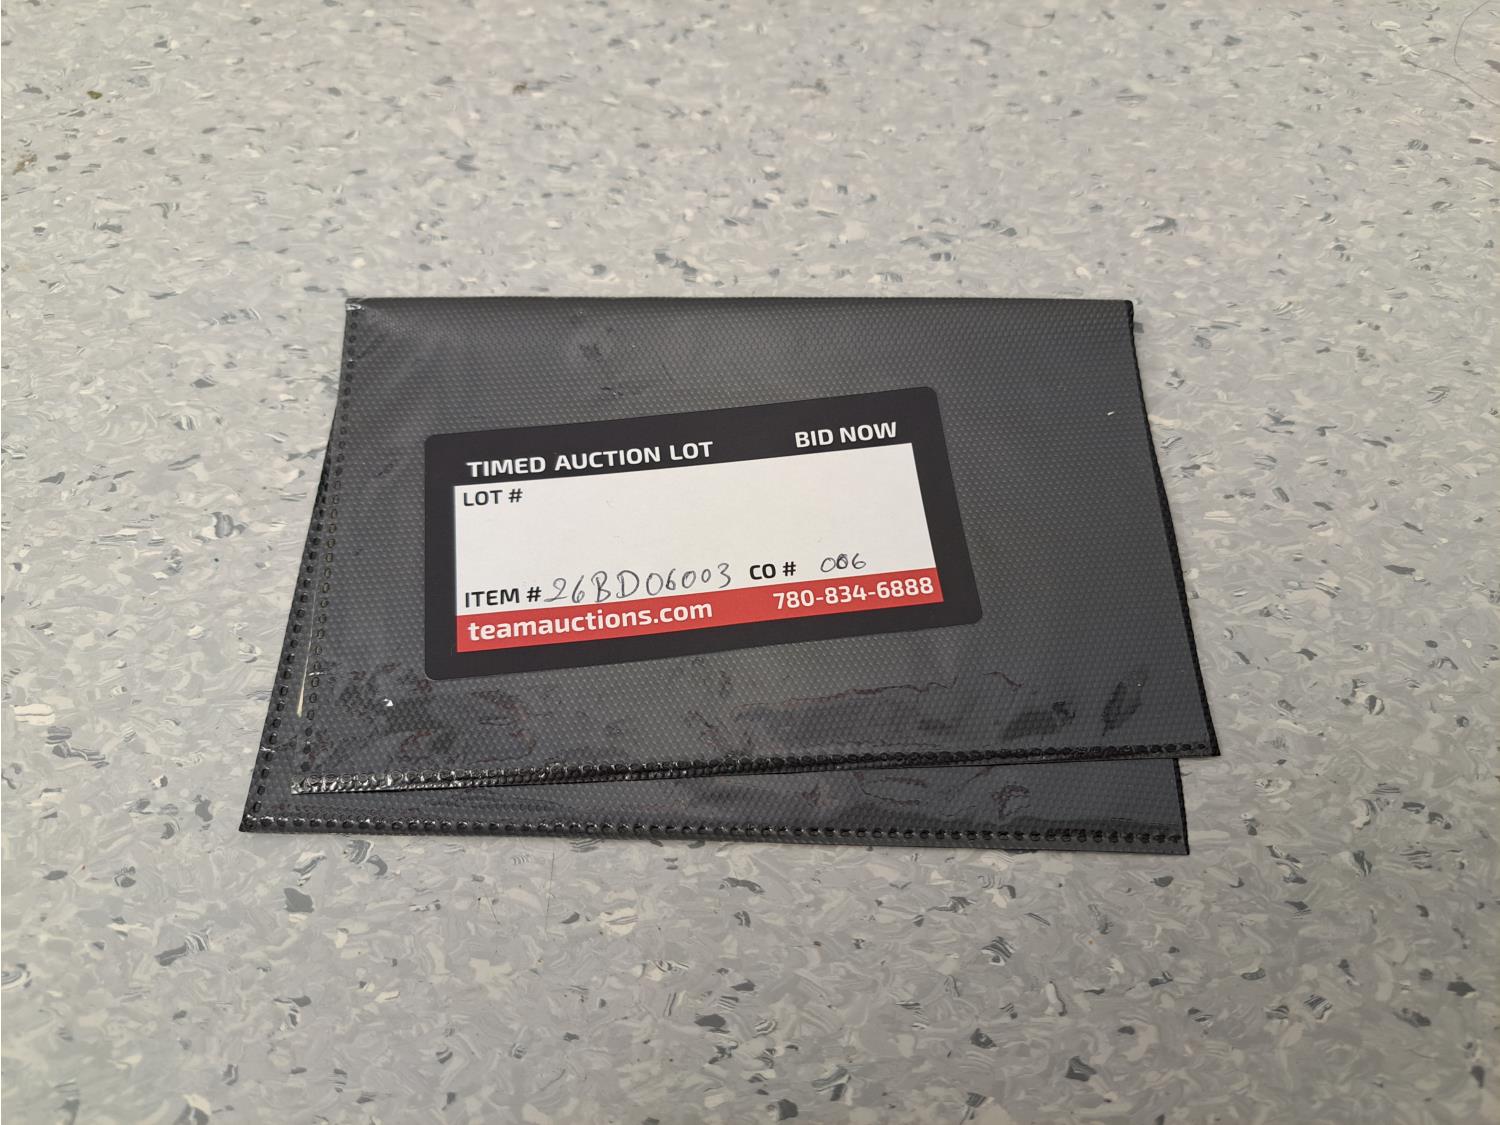 TIMED AUCTION LOT BID NOW
LOT #
ITEM # 26BD06003 CO # 006
teamauctions.com 780-834-6888